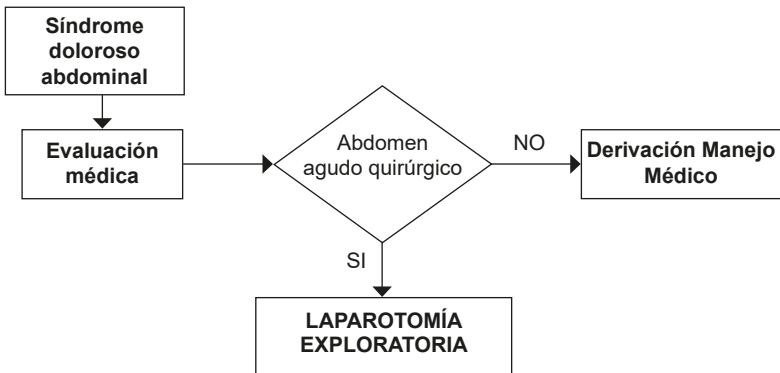 Síndrome
doloroso
abdominal
Evaluación
médica
Abdomen
agudo quirúrgico
NO
Derivación Manejo
Médico
SI
LAPAROTOMÍA
EXPLORATORIA